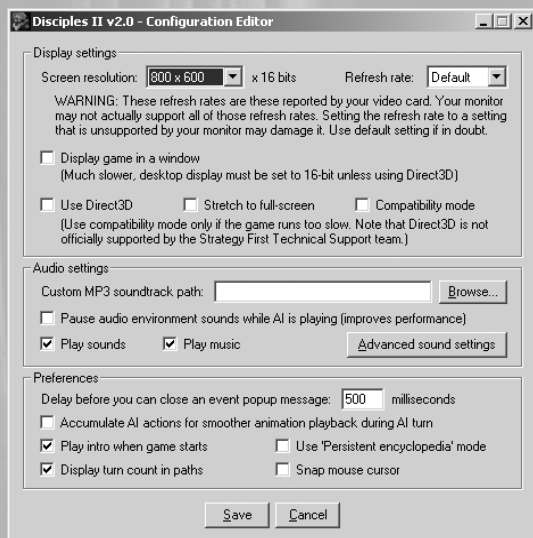 Disciples II v2.0 - Configuration Editor
Display settings
Screen resolution: 800 x 600 x 16 bits Refresh rate: Default
WARNING: These refresh rates are these reported by your video card. Your monitor
may not actually support all of those refresh rates. Setting the refresh rate to a setting
that is unsupported by your monitor may damage it. Use default setting if in doubt.
Display game in a window
(Much slower, desktop display must be set to 16-bit unless using Direct3D)
Use Direct3D Stretch to full-screen Compatibility mode
(Use compatibility mode only if the game runs too slow. Note that Direct3D is not
officially supported by the Strategy First Technical Support team.)
Audio settings
Custom MP3 soundtrack path: Browse...
Pause audio environment sounds while AI is playing (improves performance)
Play sounds Play music Advanced sound settings
Preferences
Delay before you can close an event popup message: 500 milliseconds
Accumulate AI actions for smoother animation playback during AI turn
Play intro when game starts Use 'Persistent encyclopedia' mode
Display turn count in paths Snap mouse cursor
Save Cancel